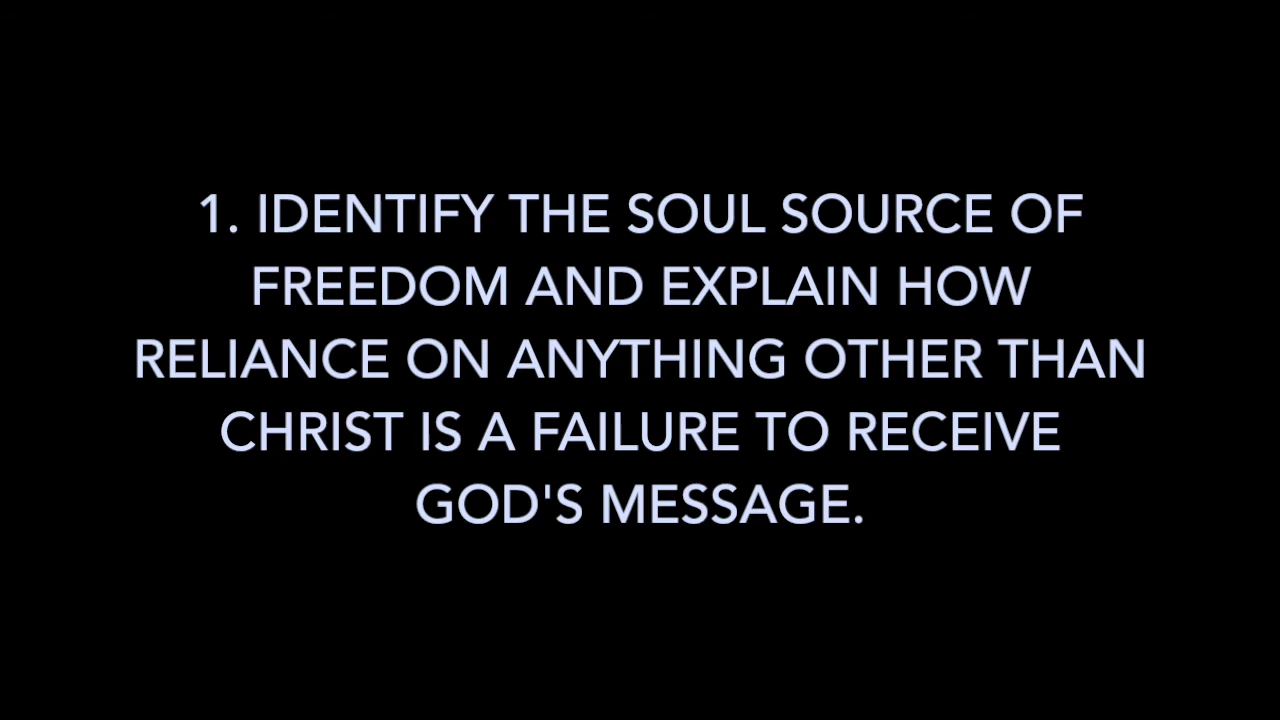 1. IDENTIFY THE SOUL SOURCE OF
FREEDOM AND EXPLAIN HOW
RELIANCE ON ANYTHING OTHER THAN
CHRIST IS A FAILURE TO RECEIVE
GOD'S MESSAGE.